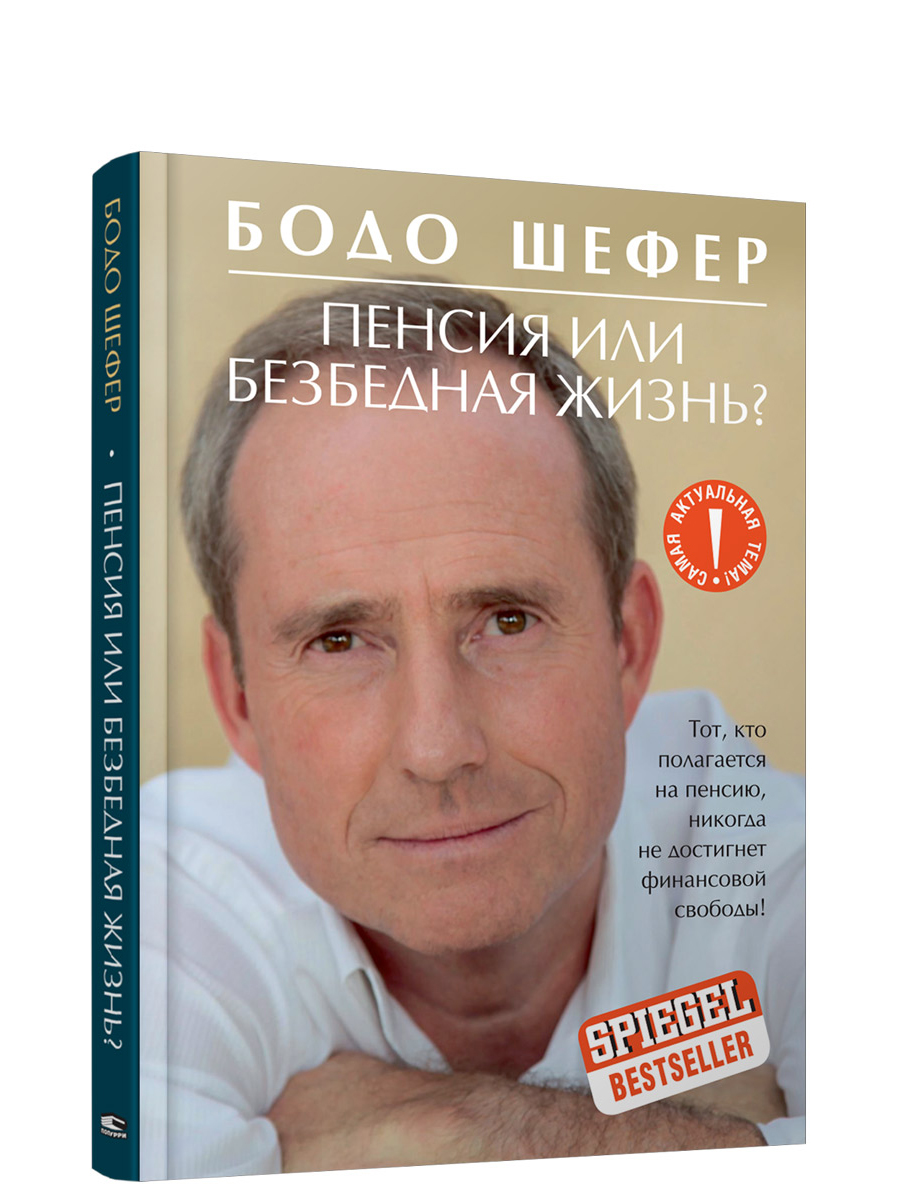 БОДО ШЕФЕР
ПЕНСИЯ ИЛИ
БЕЗБЕДНАЯ ЖИЗНЬ?
САМАЯ АКТУАЛЬНАЯ ТЕМА!
!
Тот, кто
полагается
на пенсию,
никогда
не достигнет
финансовой
свободы!
SPIEGEL
BESTSELLER
БОДО ШЕФЕР • ПЕНСИЯ ИЛИ БЕЗБЕДНАЯ ЖИЗНЬ?
ПОПУРРИ